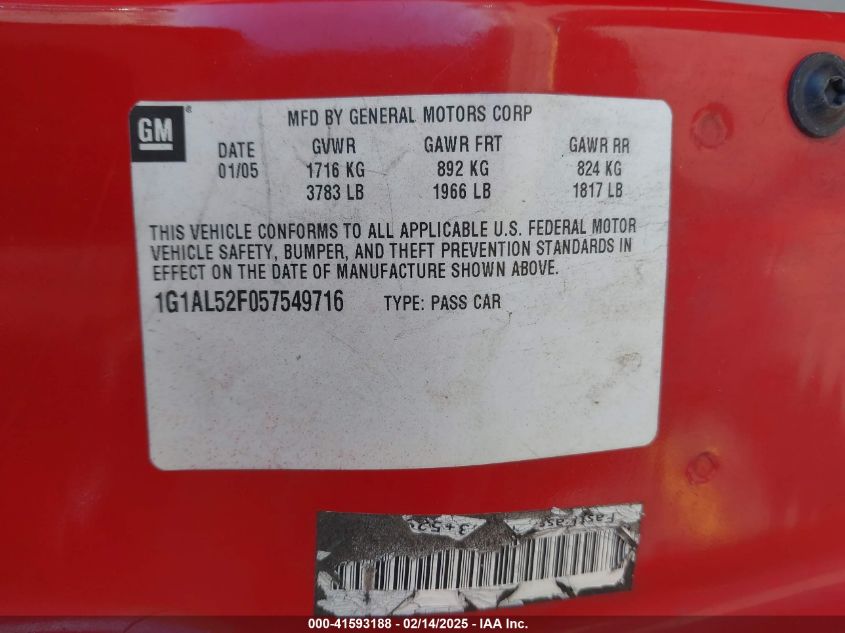 GM
MFD BY GENERAL MOTORS CORP
DATE GVWR GAWR FRT GAWR RR
01/05 1716 KG 892 KG 824 KG
3783 LB 1966 LB 1817 LB
THIS VEHICLE CONFORMS TO ALL APPLICABLE U.S. FEDERAL MOTOR
VEHICLE SAFETY, BUMPER, AND THEFT PREVENTION STANDARDS IN
EFFECT ON THE DATE OF MANUFACTURE SHOWN ABOVE.
1G1AL52F057549716 TYPE: PASS CAR
000-41593188 - 02/14/2025 - IAA Inc.